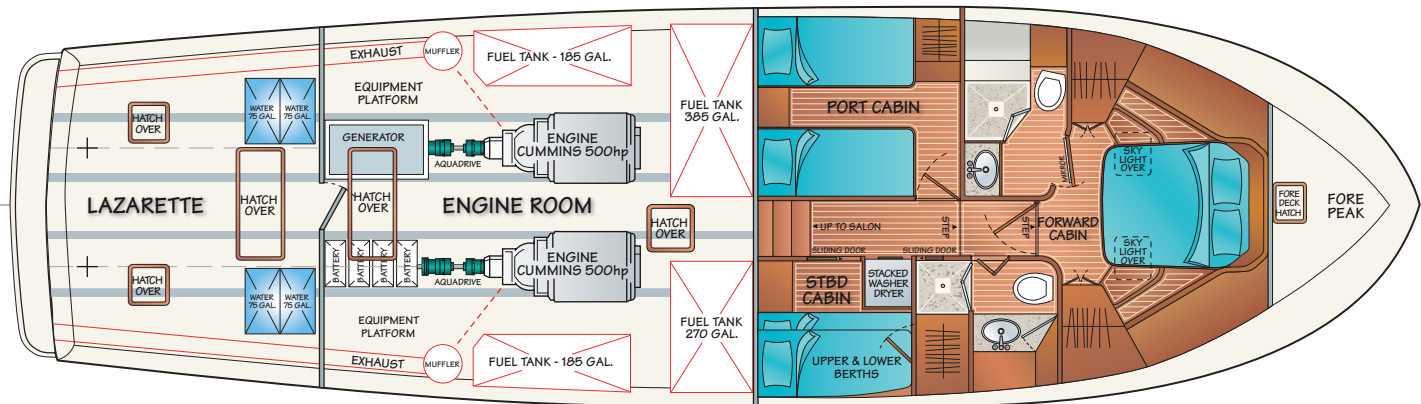 EXHAUST
MUFFLER
FUEL TANK - 185 GAL.
EQUIPMENT
PLATFORM
WATER
75 GAL.
WATER
75 GAL.
HATCH
OVER
GENERATOR
AQUADRIVE
ENGINE
CUMMINS 500hp
FUEL TANK
385 GAL.
LAZARETTE
HATCH
OVER
HATCH
OVER
ENGINE ROOM
HATCH
OVER
BATTERY
BATTERY
BATTERY
BATTERY
AQUADRIVE
ENGINE
CUMMINS 500hp
HATCH
OVER
WATER
75 GAL.
WATER
75 GAL.
EQUIPMENT
PLATFORM
EXHAUST
MUFFLER
FUEL TANK - 185 GAL.
FUEL TANK
270 GAL.
PORT CABIN
MIRROR
SKY
LIGHT
OVER
UP TO SALON
STEP
STEP
FORWARD
CABIN
SLIDING DOOR
SLIDING DOOR
SKY
LIGHT
OVER
STBD
CABIN
STACKED
WASHER
DRYER
UPPER & LOWER
BERTHS
FORE
DECK
HATCH
FORE
PEAK